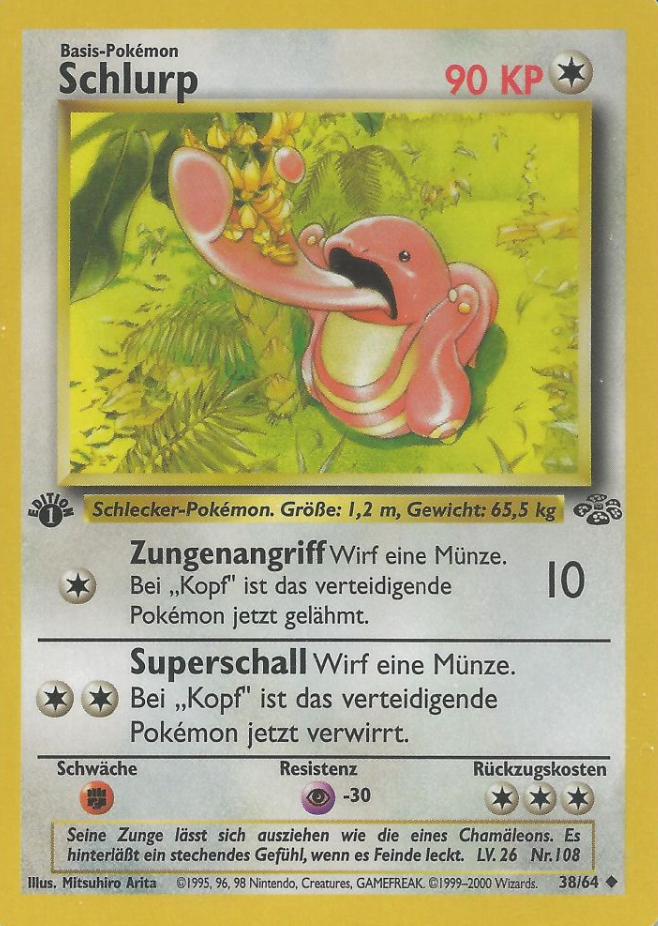 Basis-Pokémon
Schlurp
90 KP
EDITION
1
Schlecker-Pokémon. Größe: 1,2 m, Gewicht: 65,5 kg
Zungenangriff Wirf eine Münze.
Bei „Kopf" ist das verteidigende
Pokémon jetzt gelähmt.
10
Superschall Wirf eine Münze.
Bei „Kopf" ist das verteidigende
Pokémon jetzt verwirrt.
Schwäche Resistenz Rückzugskosten
-30
Seine Zunge lässt sich ausziehen wie die eines Chamäleons. Es
hinterläßt ein stechendes Gefühl, wenn es Feinde leckt. LV. 26 Nr. 108
Illus. Mitsuhiro Arita ©1995, 96, 98 Nintendo, Creatures, GAMEFREAK. ©1999-2000 Wizards. 38/64